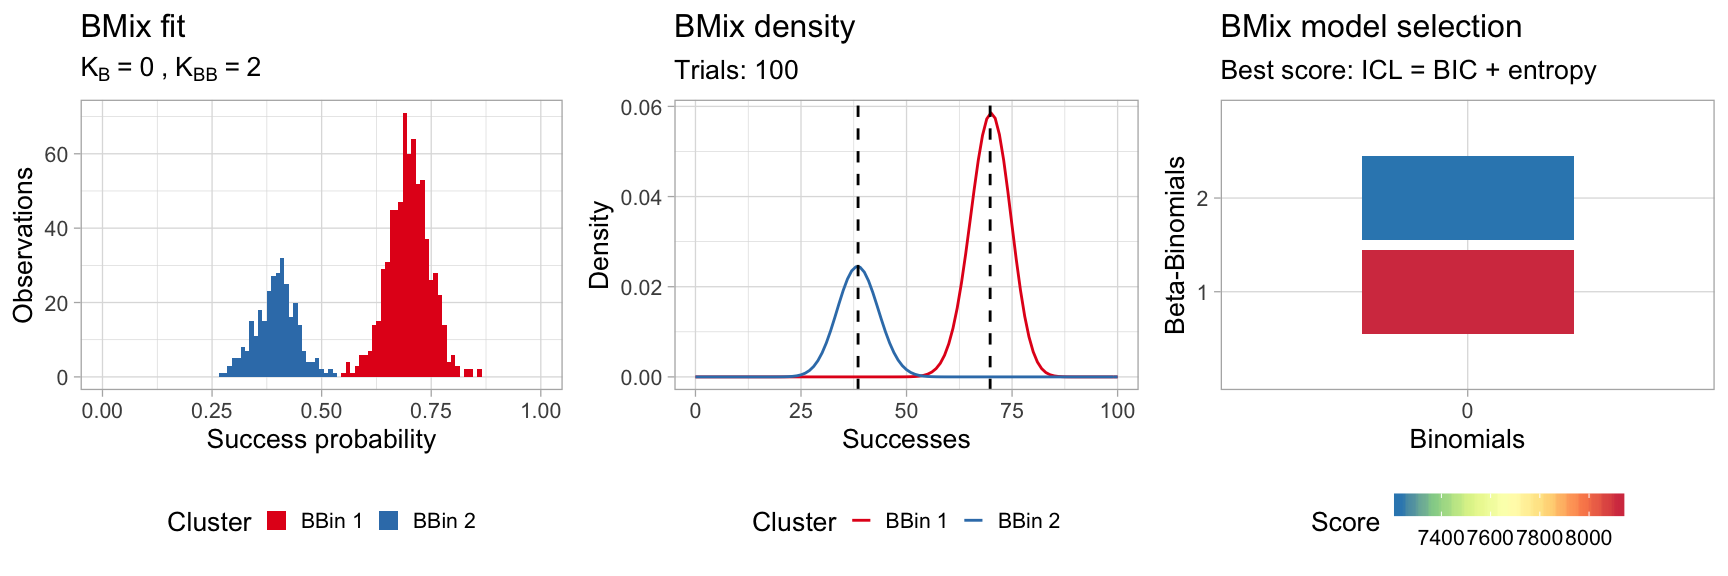 BMix fit
K_B = 0 , K_BB = 2
Observations
60
40
20
0
0.00 0.25 0.50 0.75 1.00
Success probability
Cluster BBin 1 BBin 2
BMix density
Trials: 100
Density
0.06
0.04
0.02
0.00
0 25 50 75 100
Successes
Cluster BBin 1 BBin 2
BMix model selection
Best score: ICL = BIC + entropy
Beta-Binomials
2
1
0
Binomials
Score
7400 7600 7800 8000